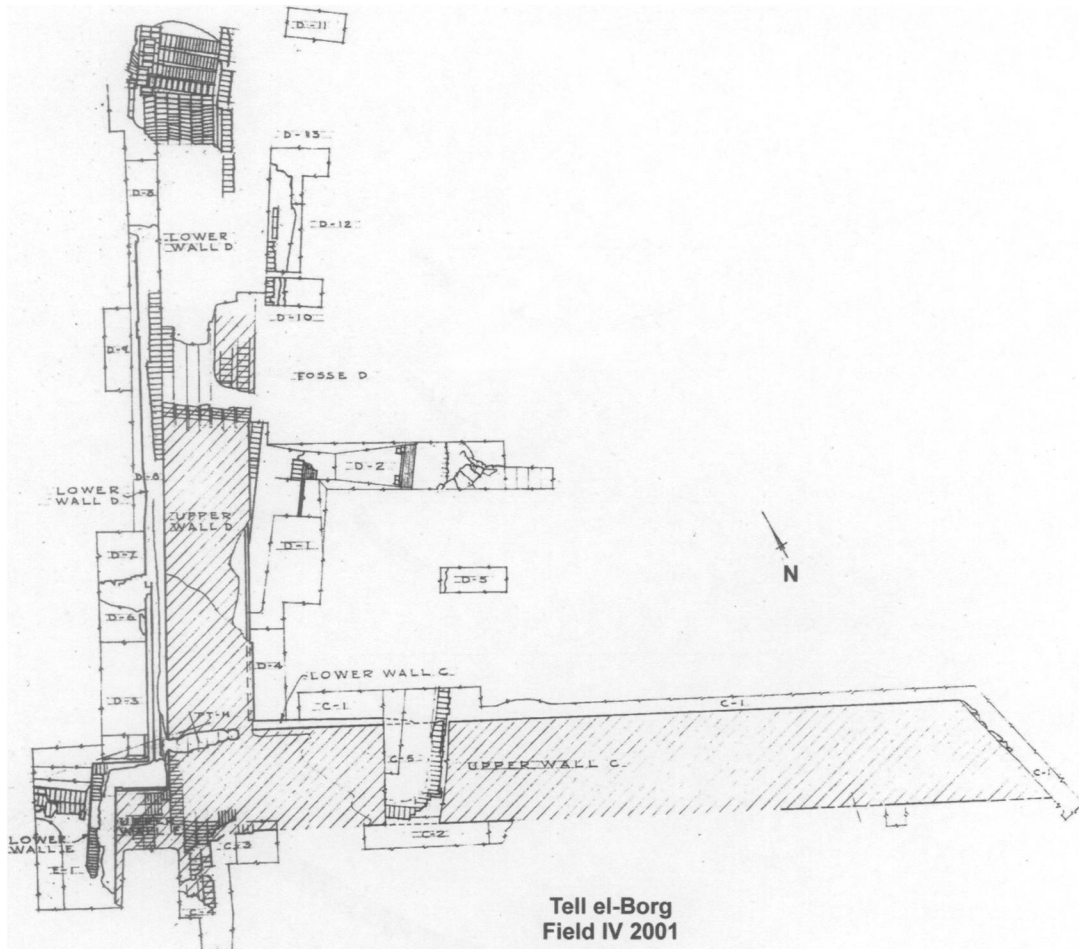 D-11
D-13
D-8
D-12
LOWER
WALL D
D-10
D-9
FOSSE D
D-2
D-8
LOWER
WALL D
UPPER
WALL D
D-7
D-1
D-5
N
D-6
D-4
LOWER WALL C
D-3
C-1
C-1
C-5
UPPER WALL C
C-1
UPPER
WALL E
LOWER
WALL E
E-1
C-3
C-2
Tell el-Borg
Field IV 2001